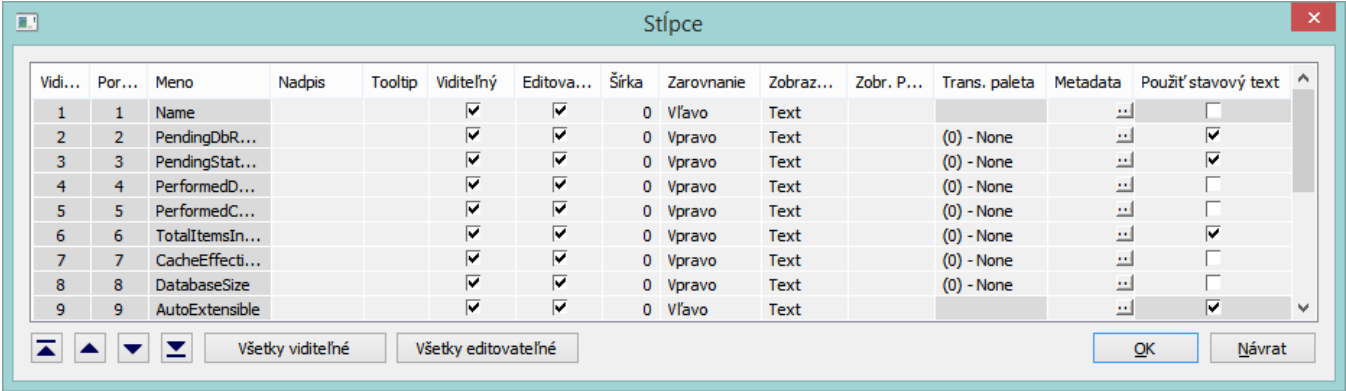 Stĺpce
Vidi... Por... Meno Nadpis Tooltip Viditeľný Editova... Šírka Zarovnanie Zobraz... Zobr. P... Trans. paleta Metadata Použiť stavový text
1 1 Name 0 Vľavo Text ..
2 2 PendingDbR... 0 Vpravo Text (0) - None ..
3 3 PendingStat... 0 Vpravo Text (0) - None ..
4 4 PerformedD... 0 Vpravo Text (0) - None ..
5 5 PerformedC... 0 Vpravo Text (0) - None ..
6 6 TotalItemsIn... 0 Vpravo Text (0) - None ..
7 7 CacheEffecti... 0 Vpravo Text (0) - None ..
8 8 DatabaseSize 0 Vpravo Text (0) - None ..
9 9 AutoExtensible 0 Vľavo Text ..
Všetky viditeľné Všetky editovateľné OK Návrat